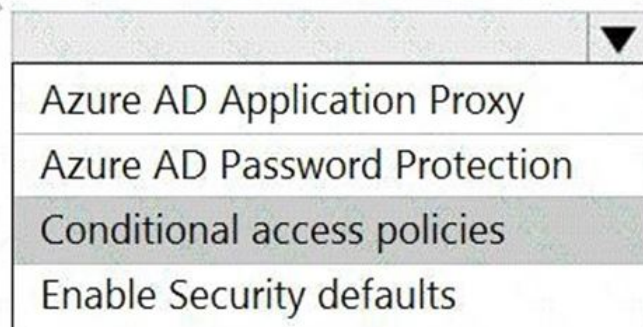 Azure AD Application Proxy
Azure AD Password Protection
Conditional access policies
Enable Security defaults